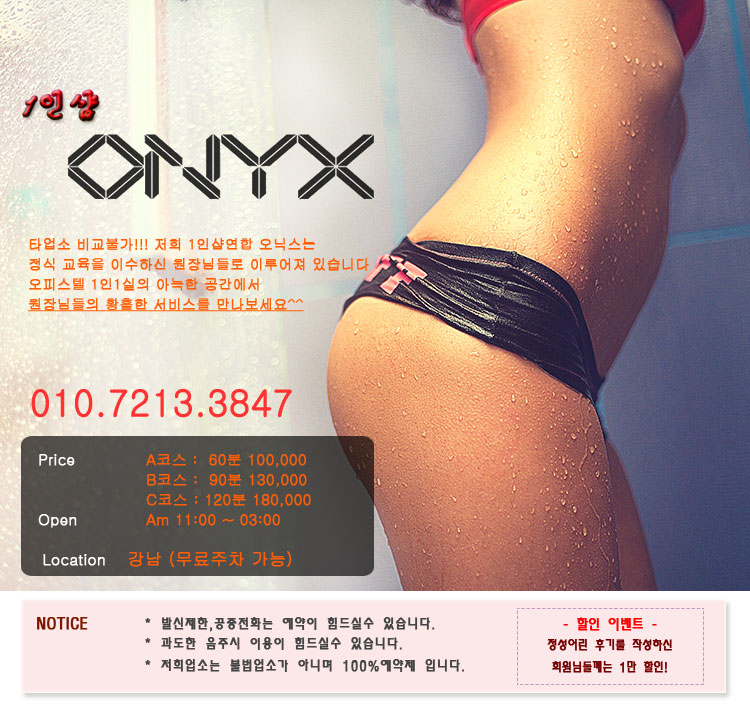 1인샵
ONYX
타업소 비교불가!!! 저희 1인샵연합 오닉스는
정식 교육을 이수하신 원장님들로 이루어져 있습니다
오피스텔 1인1실의 아늑한 공간에서
원장님들의 황홀한 서비스를 만나보세요^^
010.7213.3847
Price A코스 : 60분 100,000
B코스 : 90분 130,000
C코스 : 120분 180,000
Open Am 11:00 ~ 03:00
Location 강남 (무료주차 가능)
NOTICE
* 발신제한,공중전화는 예약이 힘드실수 있습니다.
* 과도한 음주시 이용이 힘드실수 있습니다.
* 저희업소는 불법업소가 아니며 100%예약제 입니다.
- 할인 이벤트 -
정성어린 후기를 작성하신
회원님들께는 1만 할인!